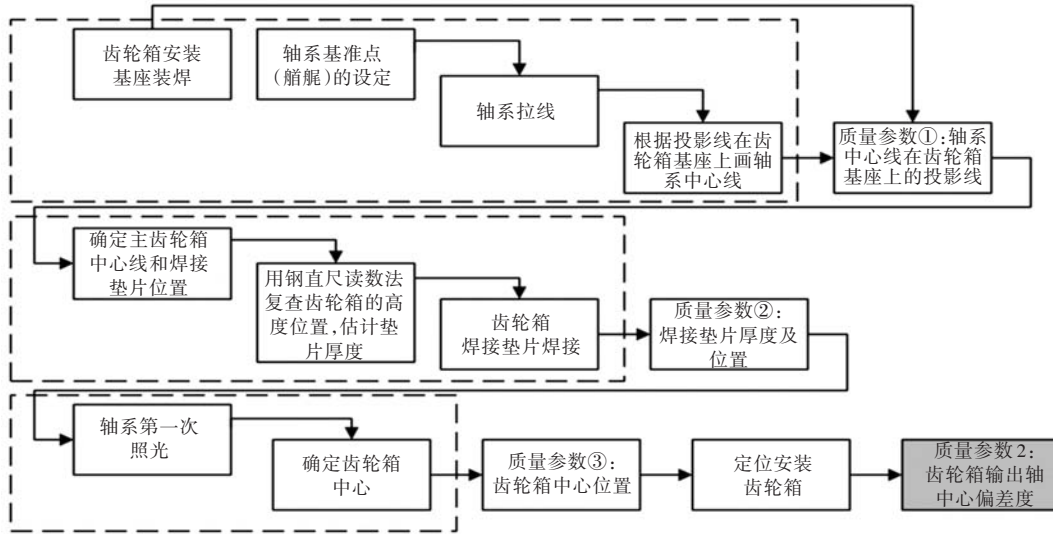 齿轮箱安装
基座装焊
轴系基准点
(艏艉)的设定
轴系拉线
根据投影线在齿
轮箱基座上画轴
系中心线
质量参数①:轴系
中心线在齿轮箱
基座上的投影线
确定主齿轮箱
中心线和焊接
垫片位置
用钢直尺读数法
复查齿轮箱的高
度位置,估计垫
片厚度
齿轮箱
焊接垫片焊接
质量参数②:
焊接垫片厚度及
位置
轴系第一次
照光
确定齿轮箱
中心
质量参数③:
齿轮箱中心位置
定位安装
齿轮箱
质量参数2:
齿轮箱输出轴
中心偏差度